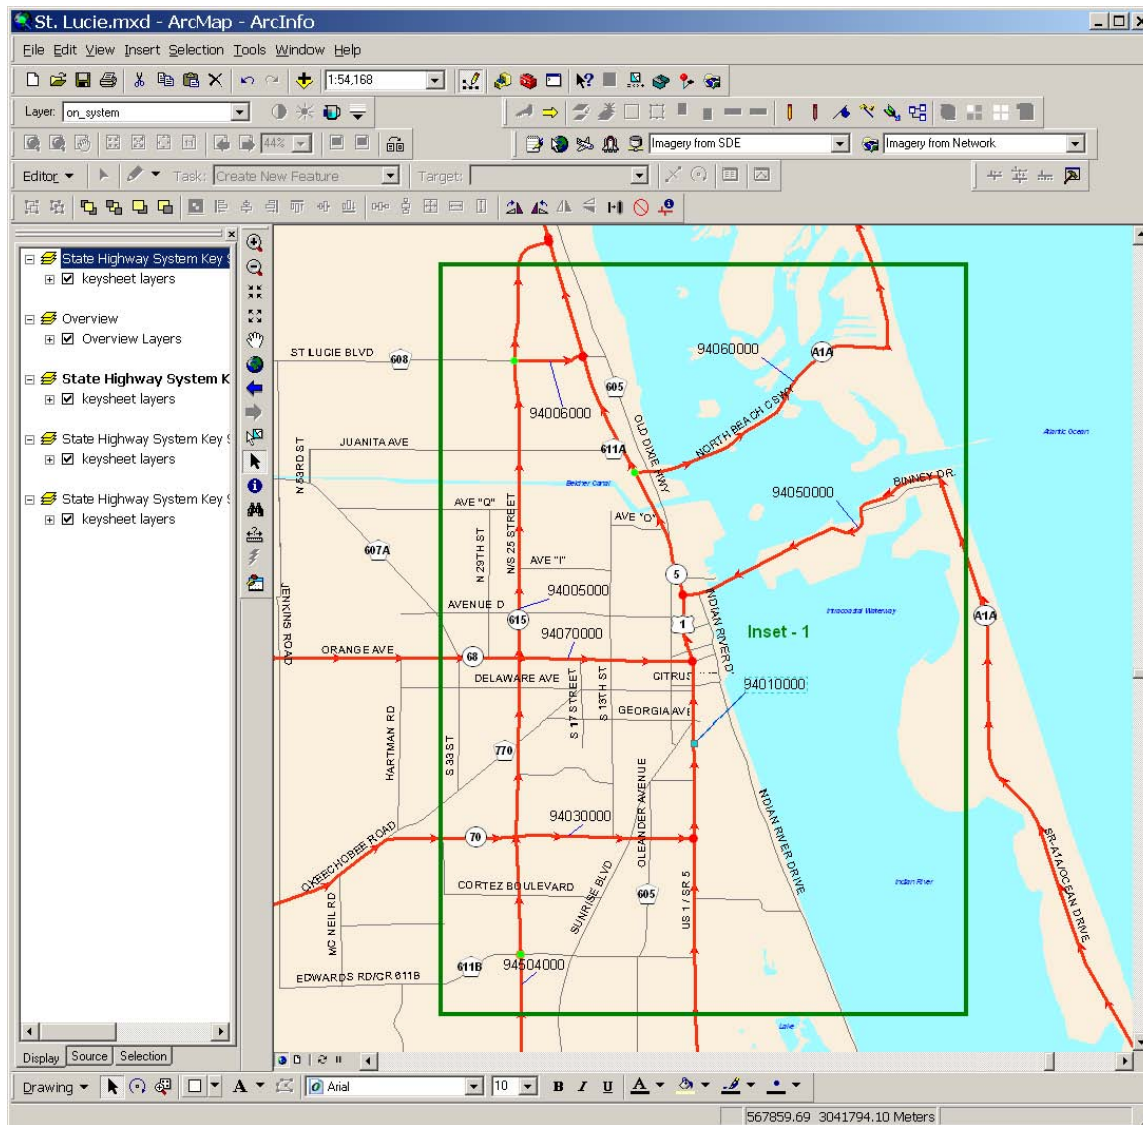 St. Lucie.mxd - ArcMap - ArcInfo
File Edit View Insert Selection Tools Window Help
1:54,168
Layer: on_system
44% Imagery from SDE Imagery from Network
Editor Task: Create New Feature Target:
State Highway System Key S
keysheet layers
Overview
Overview Layers
State Highway System K
keysheet layers
State Highway System Key S
keysheet layers
State Highway System Key S
keysheet layers
Display Source Selection
ST LUCIE BLVD
608
94006000
605
94060000
A1A
JUANITA AVE
611A
OLD DIXIE HWY
NORTH BEACH CSWY
Atlantic Ocean
N 53RD ST
Belcher Canal
BINNEY DR.
94050000
AVE "Q"
N/S 25 STREET
AVE "O"
607A
N 29TH ST
AVE "I"
5
JENKINS ROAD
94005000
AVENUE D
615
94070000
1
INDIAN RIVER D
Intracoastal Waterway
A1A
Inset - 1
ORANGE AVE
68
DELAWARE AVE
CITRUS
94010000
S 17 STREET
S 13TH ST
GEORGIA AVE
HARTMAN RD
S 33 ST
770
OLEANDER AVENUE
INDIAN RIVER DRIVE
94030000
70
OKEECHOBEE ROAD
SR-A1A/OCEAN DRIVE
CORTEZ BOULEVARD
SUNRISE BLVD
605
US 1 / SR 5
Indian River
MC NEIL RD
611B
94504000
EDWARDS RD/CR 611B
Lake
Drawing A Arial 10 B I U A
567859.69 3041794.10 Meters